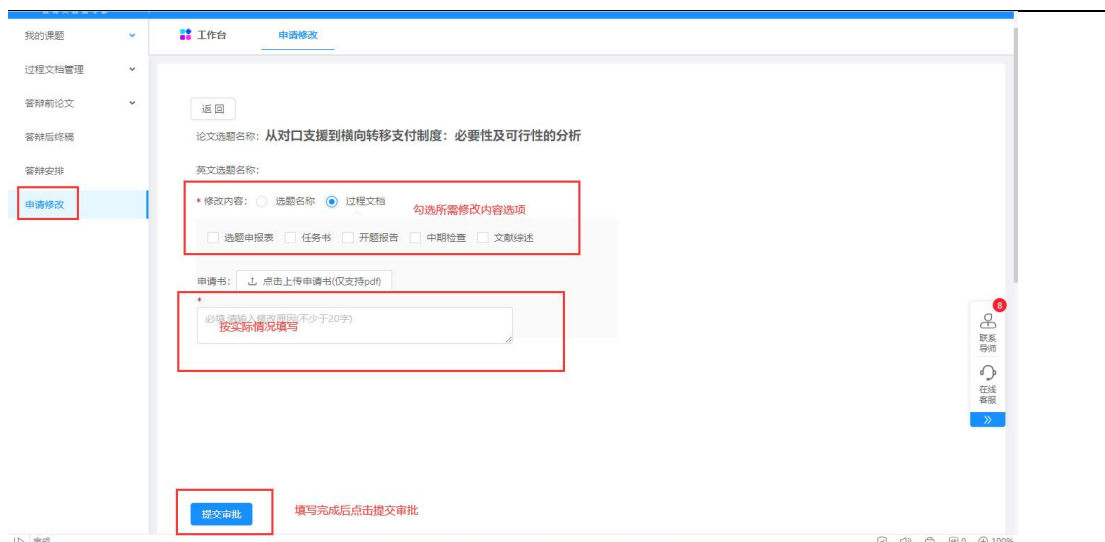 我的课题
工作台 申请修改
过程文档管理
答辩前论文
返回
答辩后终稿
论文选题名称：从对口支援到横向转移支付制度：必要性及可行性的分析
答辩安排
英文选题名称：
申请修改
* 修改内容： 选题名称 过程文档
勾选所需修改内容选项
选题申报表 任务书 开题报告 中期检查 文献综述
申请书： 点击上传申请书(仅支持pdf)
*
必填,请输入修改原因(不少于20字)
按实际情况填写
8
联系
导师
在线
客服
提交审批
填写完成后点击提交审批
完成
0 100%